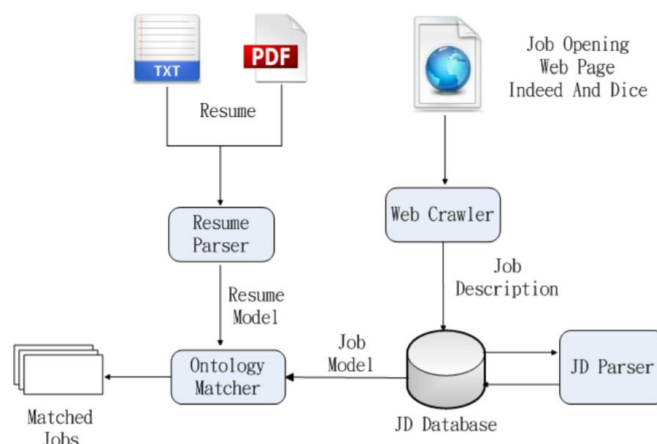 TXT
PDF
Resume
Job Opening
Web Page
Indeed And Dice
Resume
Parser
Web Crawler
Resume
Model
Job
Description
Ontology
Matcher
Job
Model
JD Parser
JD Database
Matched
Jobs